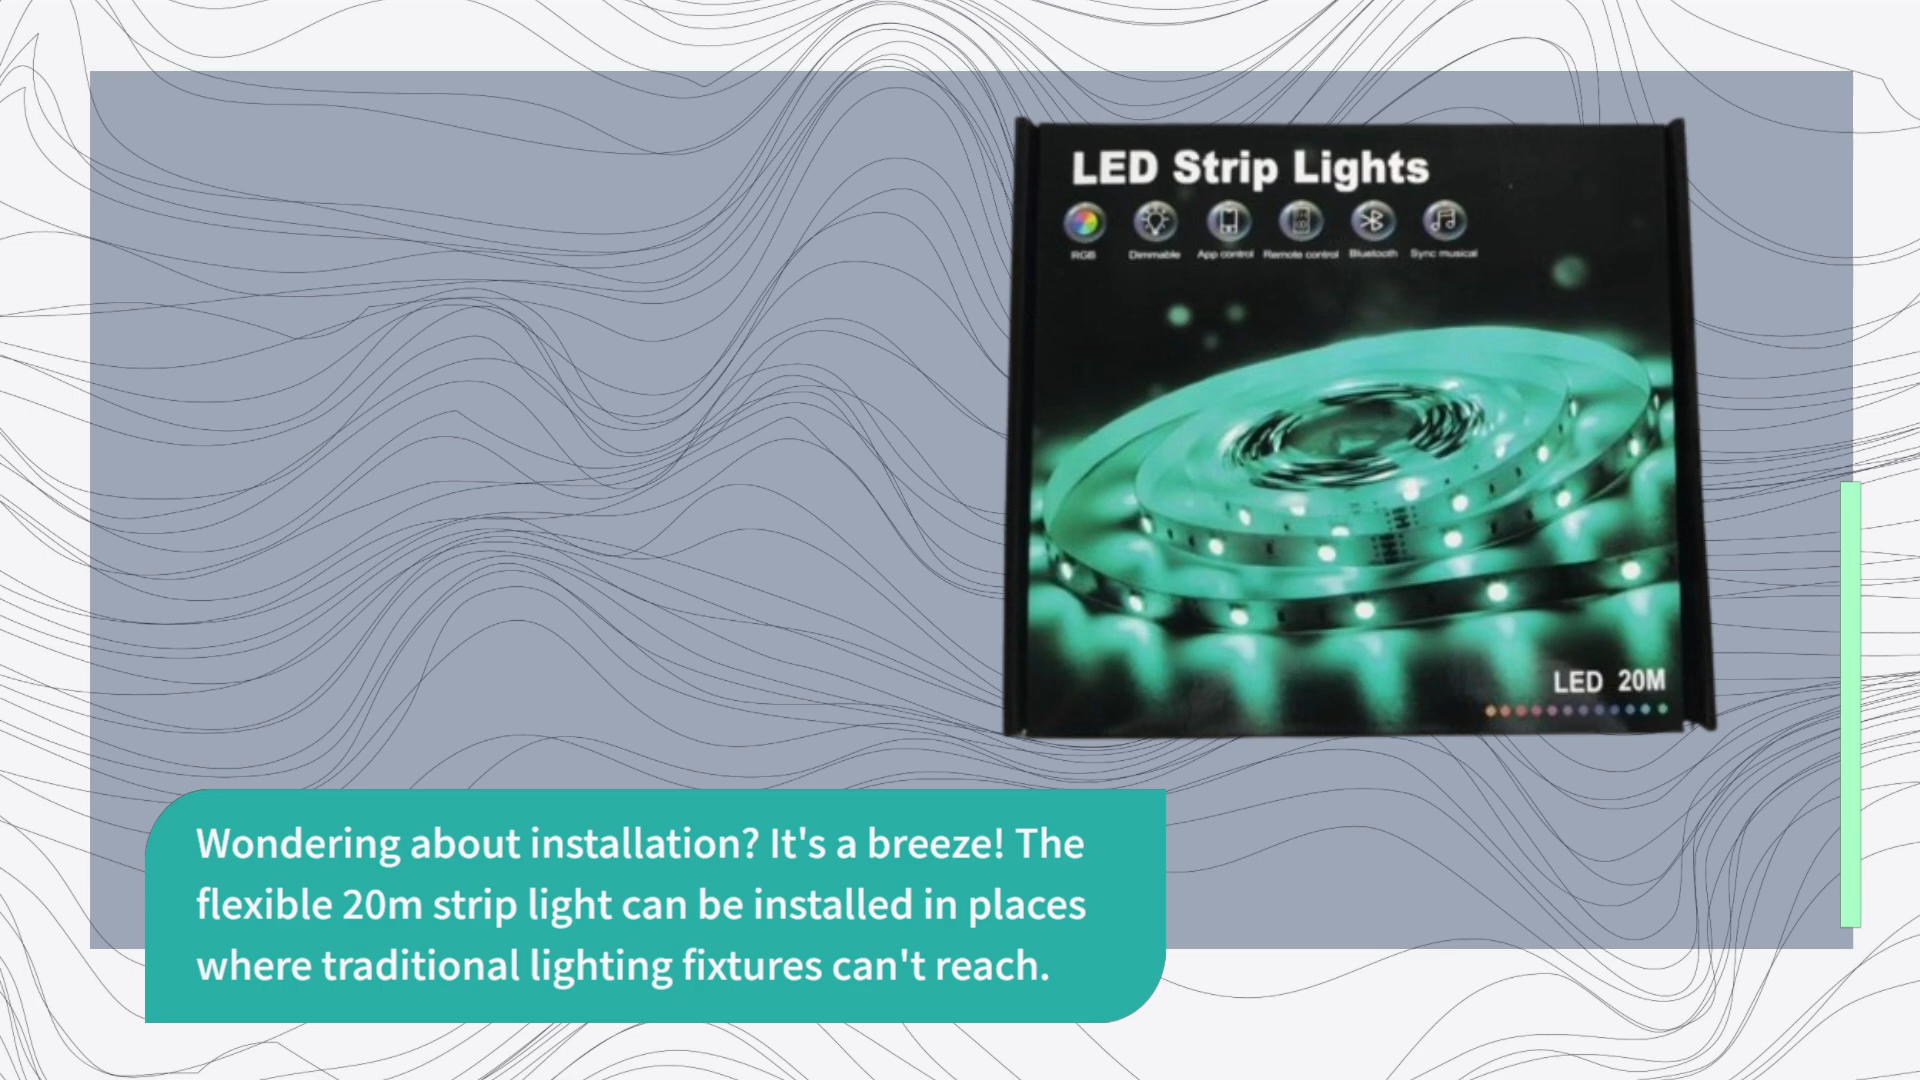 LED Strip Lights
RGB Dimmable App control Remote control Bluetooth Sync musical
LED 20M
Wondering about installation? It's a breeze! The
flexible 20m strip light can be installed in places
where traditional lighting fixtures can't reach.